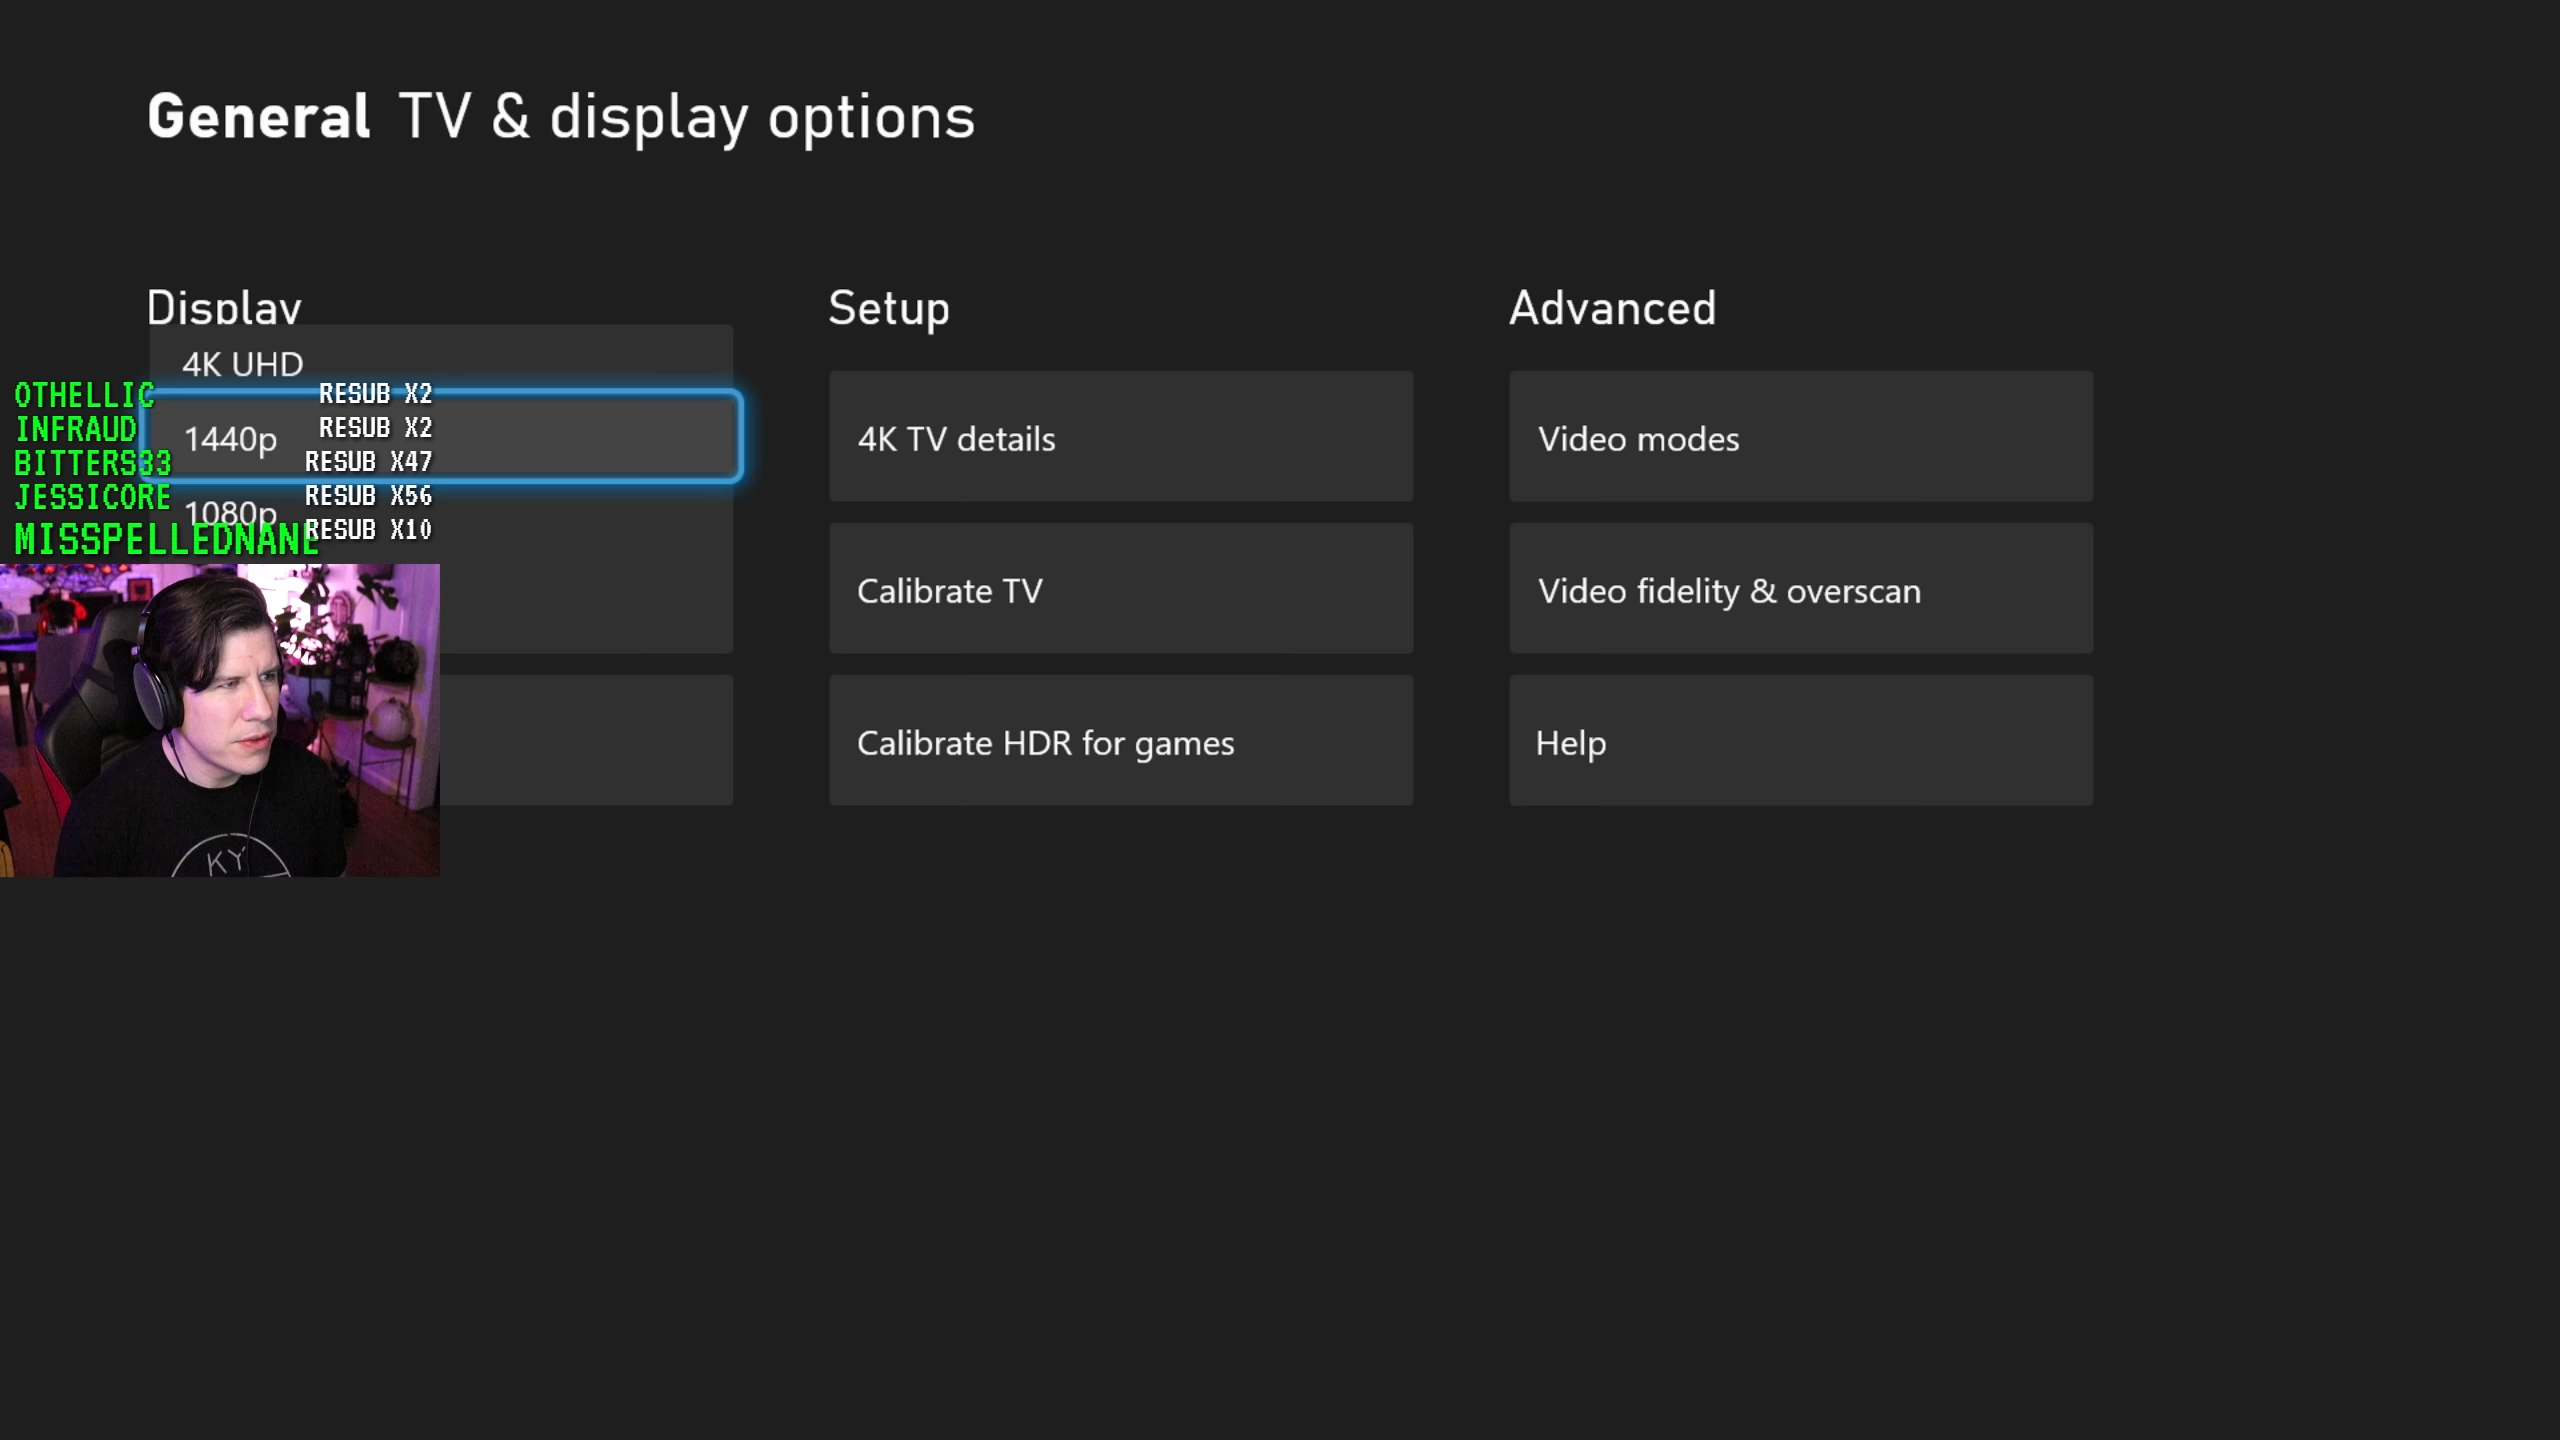 General TV & display options
Display
4K UHD
1440p
1080p
OTHELLIC RESUB X2
INFRAUD RESUB X2
BITTERS33 RESUB X47
JESSICORE RESUB X56
MISSPELLEDNANE RESUB X10
KY
Setup
4K TV details
Calibrate TV
Calibrate HDR for games
Advanced
Video modes
Video fidelity & overscan
Help